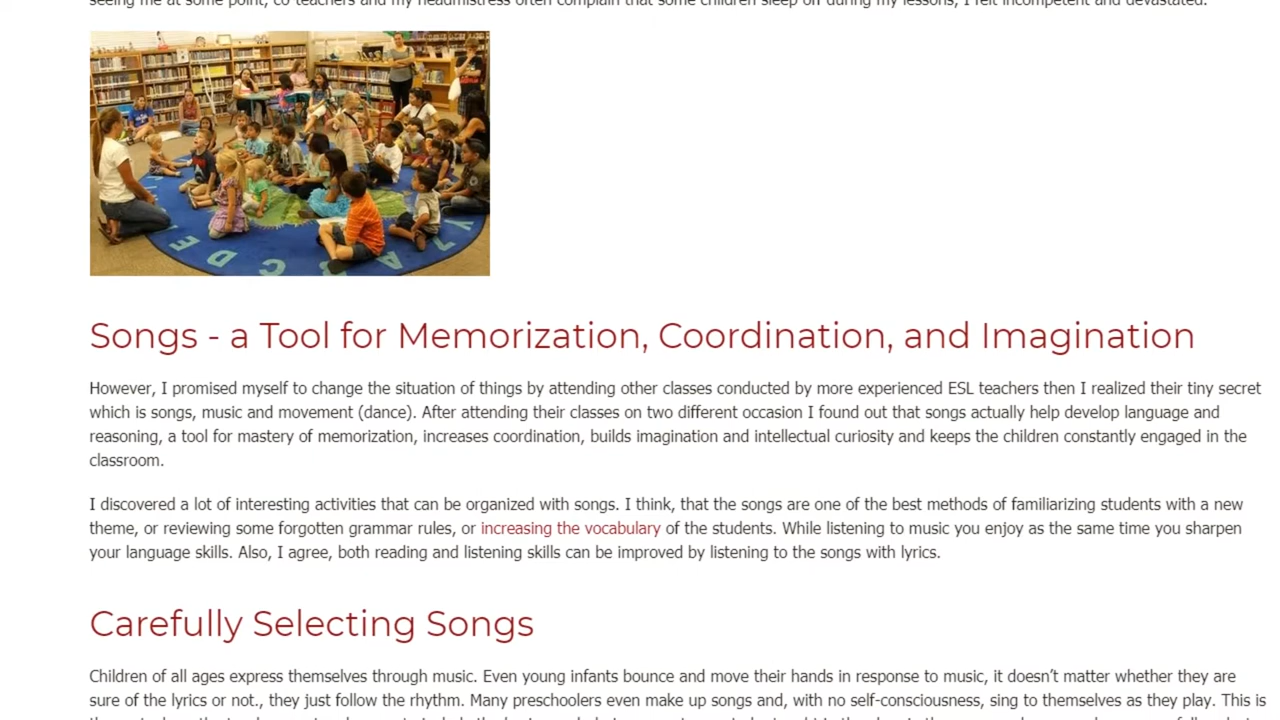 seeing me at some point, co-teachers and my headmistress often complain that some children sleep off during my lessons, I felt incompetent and devastated.
Songs - a Tool for Memorization, Coordination, and Imagination
However, I promised myself to change the situation of things by attending other classes conducted by more experienced ESL teachers then I realized their tiny secret
which is songs, music and movement (dance). After attending their classes on two different occasion I found out that songs actually help develop language and
reasoning, a tool for mastery of memorization, increases coordination, builds imagination and intellectual curiosity and keeps the children constantly engaged in the
classroom.
I discovered a lot of interesting activities that can be organized with songs. I think, that the songs are one of the best methods of familiarizing students with a new
theme, or reviewing some forgotten grammar rules, or increasing the vocabulary of the students. While listening to music you enjoy as the same time you sharpen
your language skills. Also, I agree, both reading and listening skills can be improved by listening to the songs with lyrics.
Carefully Selecting Songs
Children of all ages express themselves through music. Even young infants bounce and move their hands in response to music, it doesn't matter whether they are
sure of the lyrics or not., they just follow the rhythm. Many preschoolers even make up songs and, with no self-consciousness, sing to themselves as they play. This is